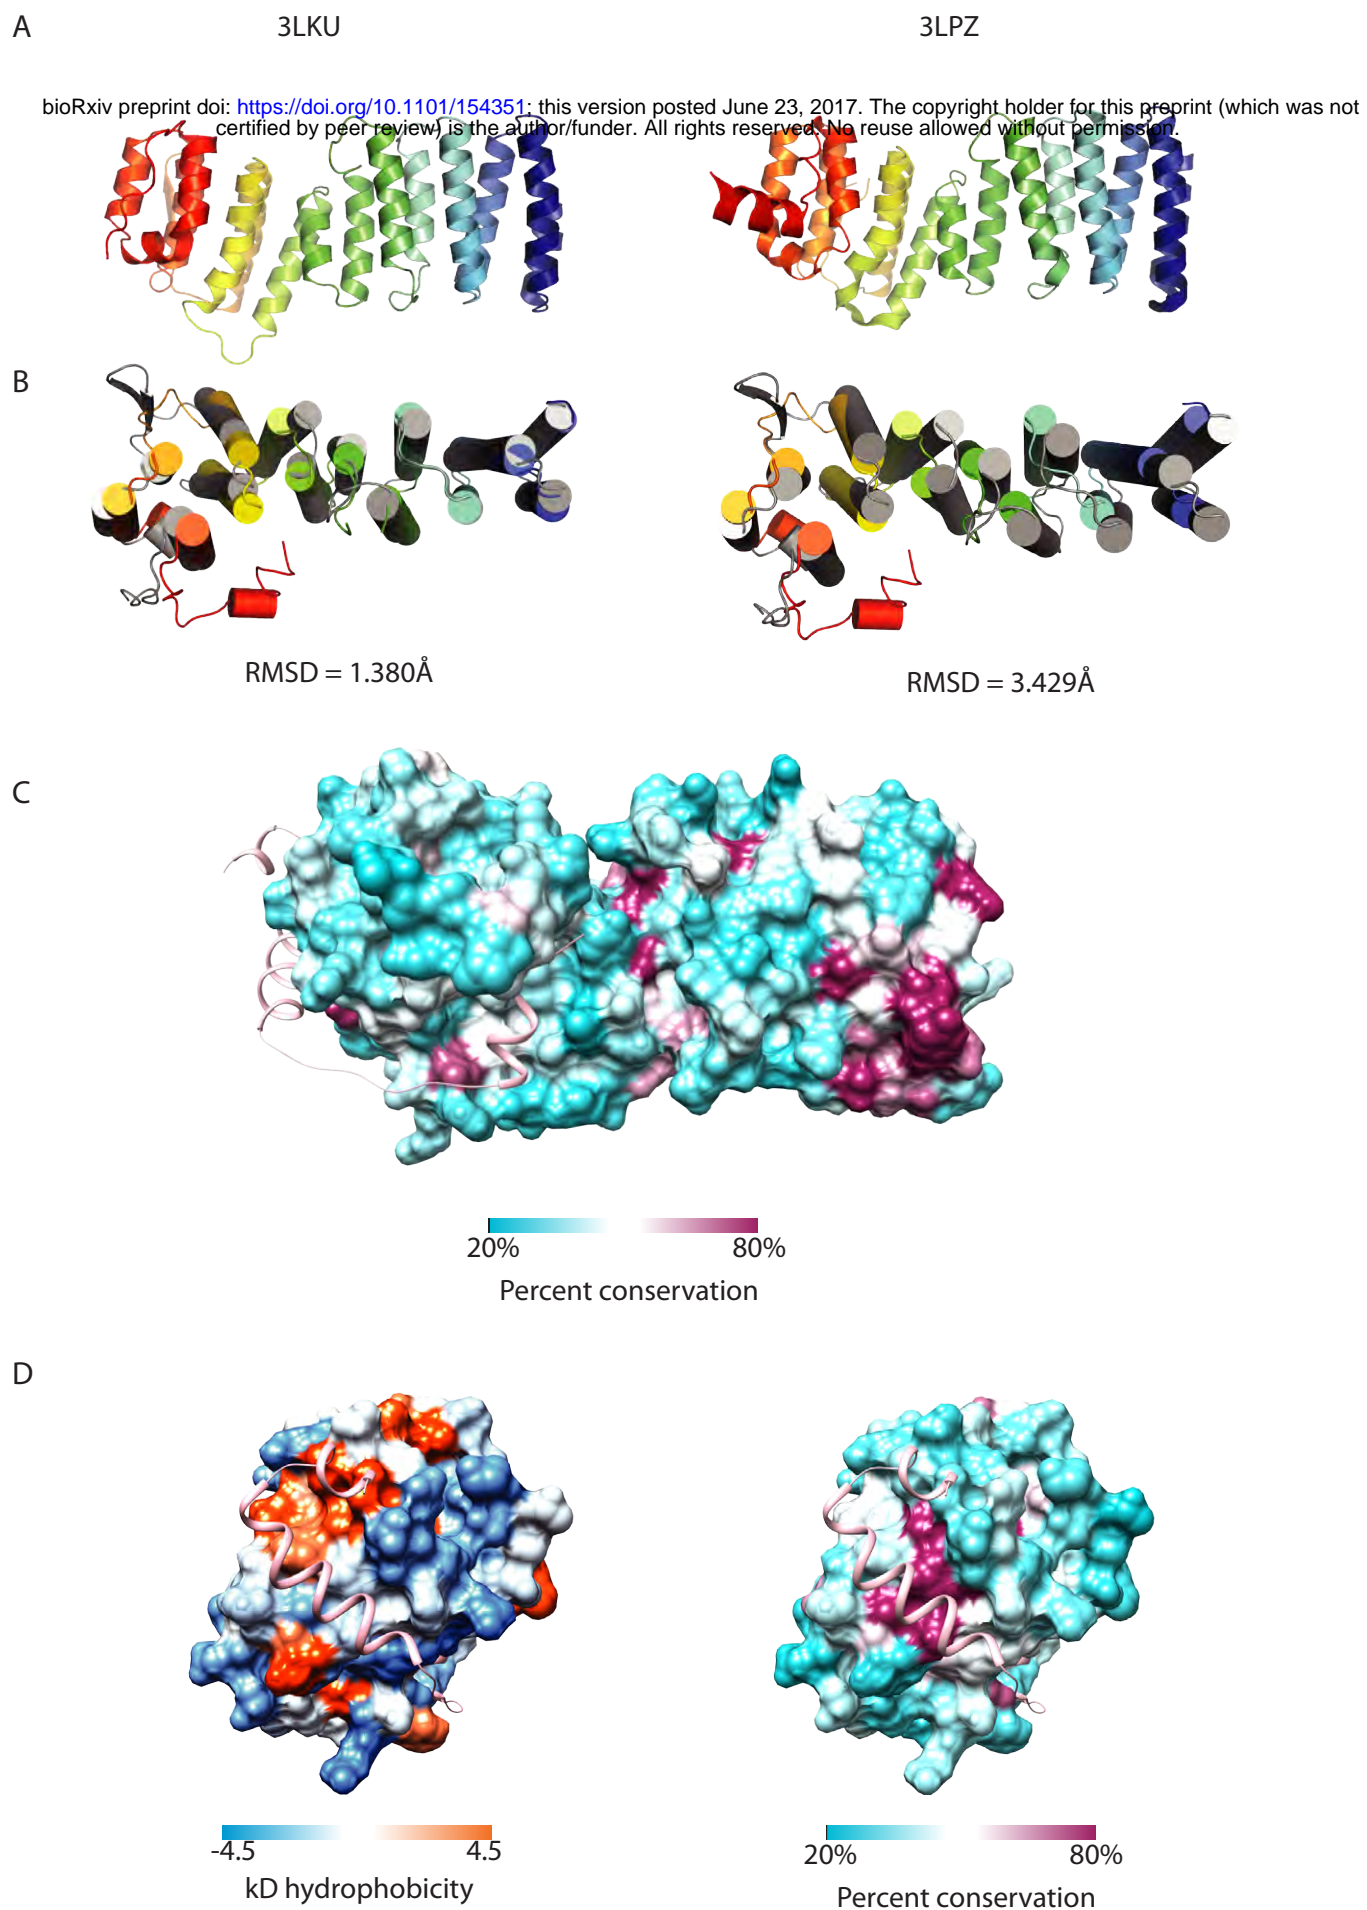 A
3LKU
3LPZ
bioRxiv preprint doi: https://doi.org/10.1101/154351; this version posted June 23, 2017. The copyright holder for this preprint (which was not
certified by peer review) is the author/funder. All rights reserved. No reuse allowed without permission.
B
RMSD = 1.380Å
RMSD = 3.429Å
C
20%
80%
Percent conservation
D
-4.5
4.5
kD hydrophobicity
20%
80%
Percent conservation